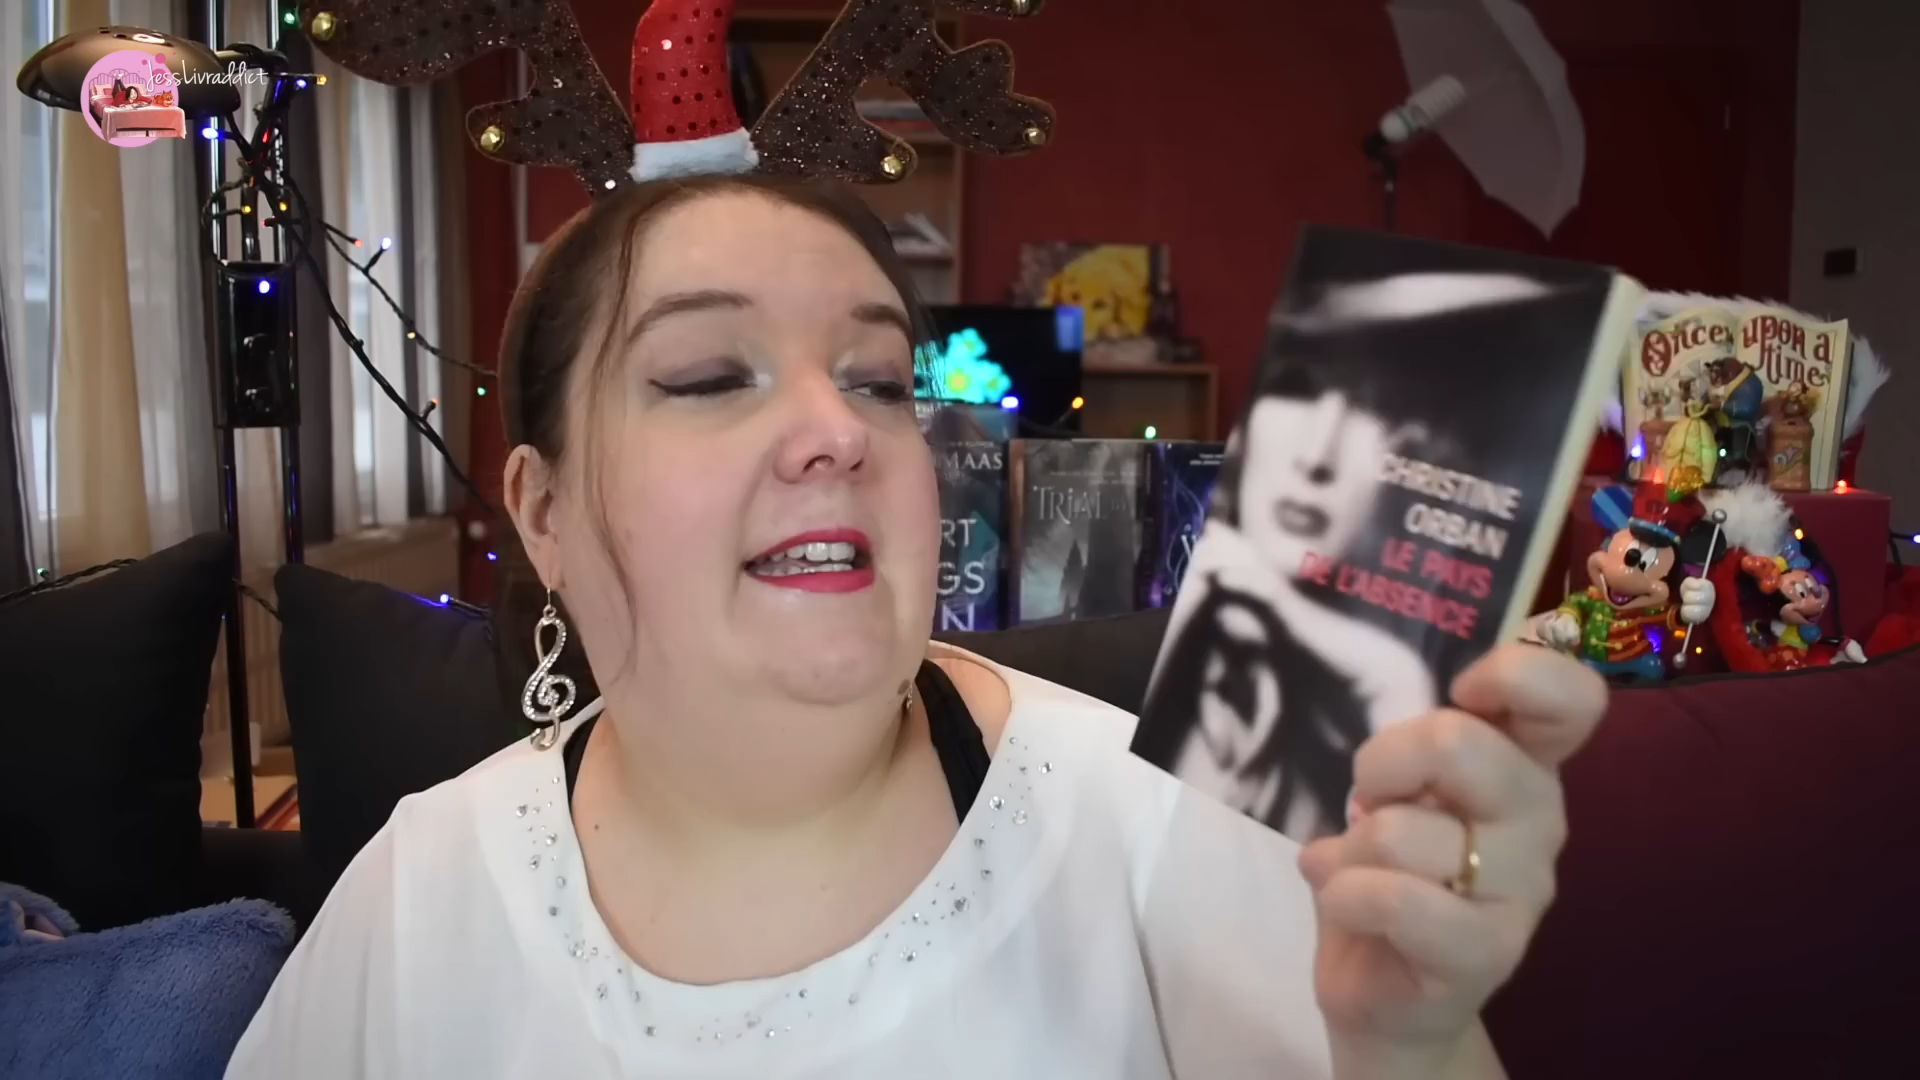 JessLivraddict
CHRISTINE
ORBAN
LE PAYS
DE L'ABSENCE
Once upon a
time
MAAS
TRIAL